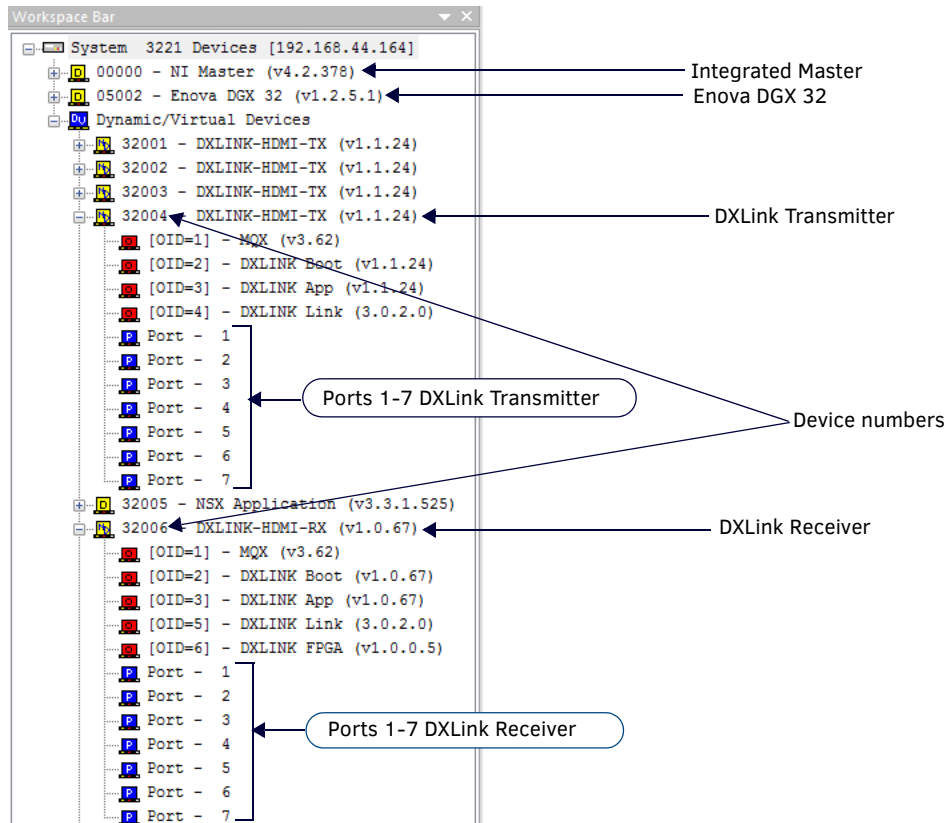 Workspace Bar
System 3221 Devices [192.168.44.164]
00000 - NI Master (v4.2.378)
Integrated Master
05002 - Enova DGX 32 (v1.2.5.1)
Enova DGX 32
Dynamic/Virtual Devices
32001 - DXLINK-HDMI-TX (v1.1.24)
32002 - DXLINK-HDMI-TX (v1.1.24)
32003 - DXLINK-HDMI-TX (v1.1.24)
32004 - DXLINK-HDMI-TX (v1.1.24)
DXLink Transmitter
[OID=1] - MQX (v3.62)
[OID=2] - DXLINK Boot (v1.1.24)
[OID=3] - DXLINK App (v1.1.24)
[OID=4] - DXLINK Link (3.0.2.0)
Port - 1
Port - 2
Port - 3
Port - 4
Port - 5
Port - 6
Port - 7
Ports 1-7 DXLink Transmitter
Device numbers
32005 - NSX Application (v3.3.1.525)
32006 - DXLINK-HDMI-RX (v1.0.67)
DXLink Receiver
[OID=1] - MQX (v3.62)
[OID=2] - DXLINK Boot (v1.0.67)
[OID=3] - DXLINK App (v1.0.67)
[OID=5] - DXLINK Link (3.0.2.0)
[OID=6] - DXLINK FPGA (v1.0.0.5)
Port - 1
Port - 2
Port - 3
Port - 4
Port - 5
Port - 6
Port - 7
Ports 1-7 DXLink Receiver